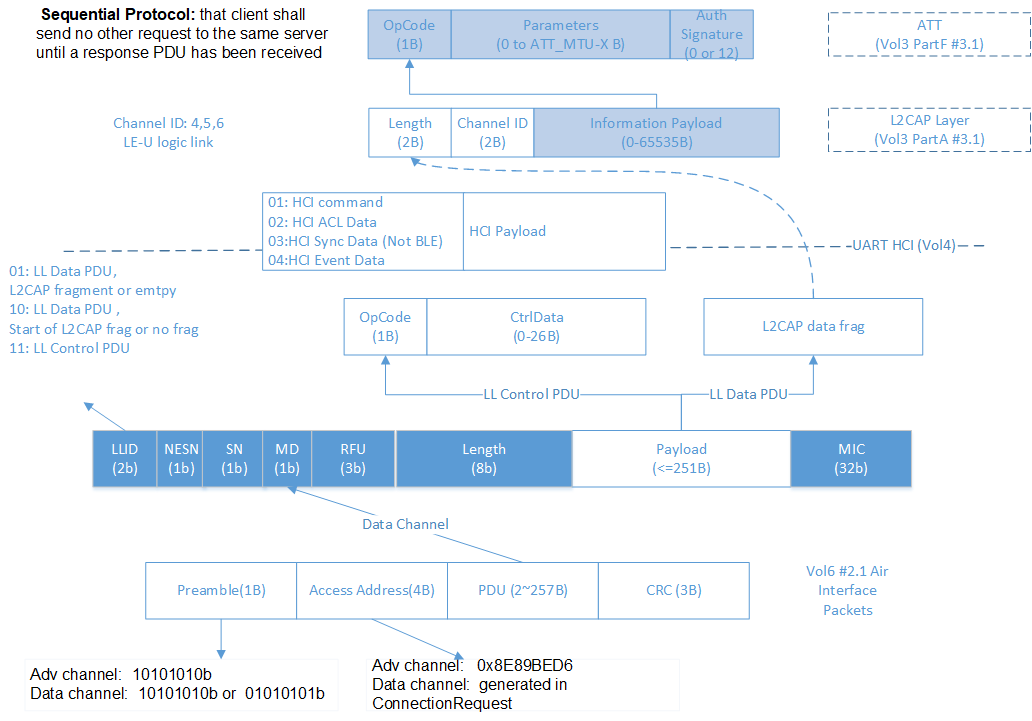 Sequential Protocol: that client shall
send no other request to the same server
until a response PDU has been received
OpCode
(1B)
Parameters
(0 to ATT_MTU-X B)
Auth
Signature
(0 or 12)
ATT
(Vol3 PartF #3.1)
Channel ID: 4,5,6
LE-U logic link
Length
(2B)
Channel ID
(2B)
Information Payload
(0-65535B)
L2CAP Layer
(Vol3 PartA #3.1)
01: HCI command
02: HCI ACL Data
03:HCI Sync Data (Not BLE)
04:HCI Event Data
HCI Payload
UART HCI (Vol4)
01: LL Data PDU,
L2CAP fragment or emtpy
10: LL Data PDU ,
Start of L2CAP frag or no frag
11: LL Control PDU
OpCode
(1B)
CtrlData
(0-26B)
L2CAP data frag
LL Control PDU
LL Data PDU
LLID
(2b)
NESN
(1b)
SN
(1b)
MD
(1b)
RFU
(3b)
Length
(8b)
Payload
(<=251B)
MIC
(32b)
Data Channel
Preamble(1B)
Access Address(4B)
PDU (2~257B)
CRC (3B)
Vol6 #2.1 Air
Interface
Packets
Adv channel: 10101010b
Data channel: 10101010b or 01010101b
Adv channel: 0x8E89BED6
Data channel: generated in
ConnectionRequest